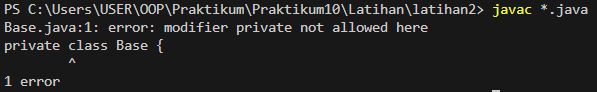 PS C:\Users\USER\OOP\Praktikum\Praktikum10\Latihan\latihan2> javac *.java
Base.java:1: error: modifier private not allowed here
private class Base {
        ^
1 error